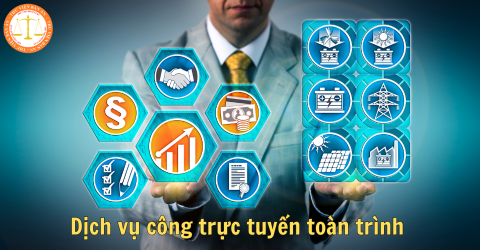 §
Dịch vụ công trực tuyến toàn trình